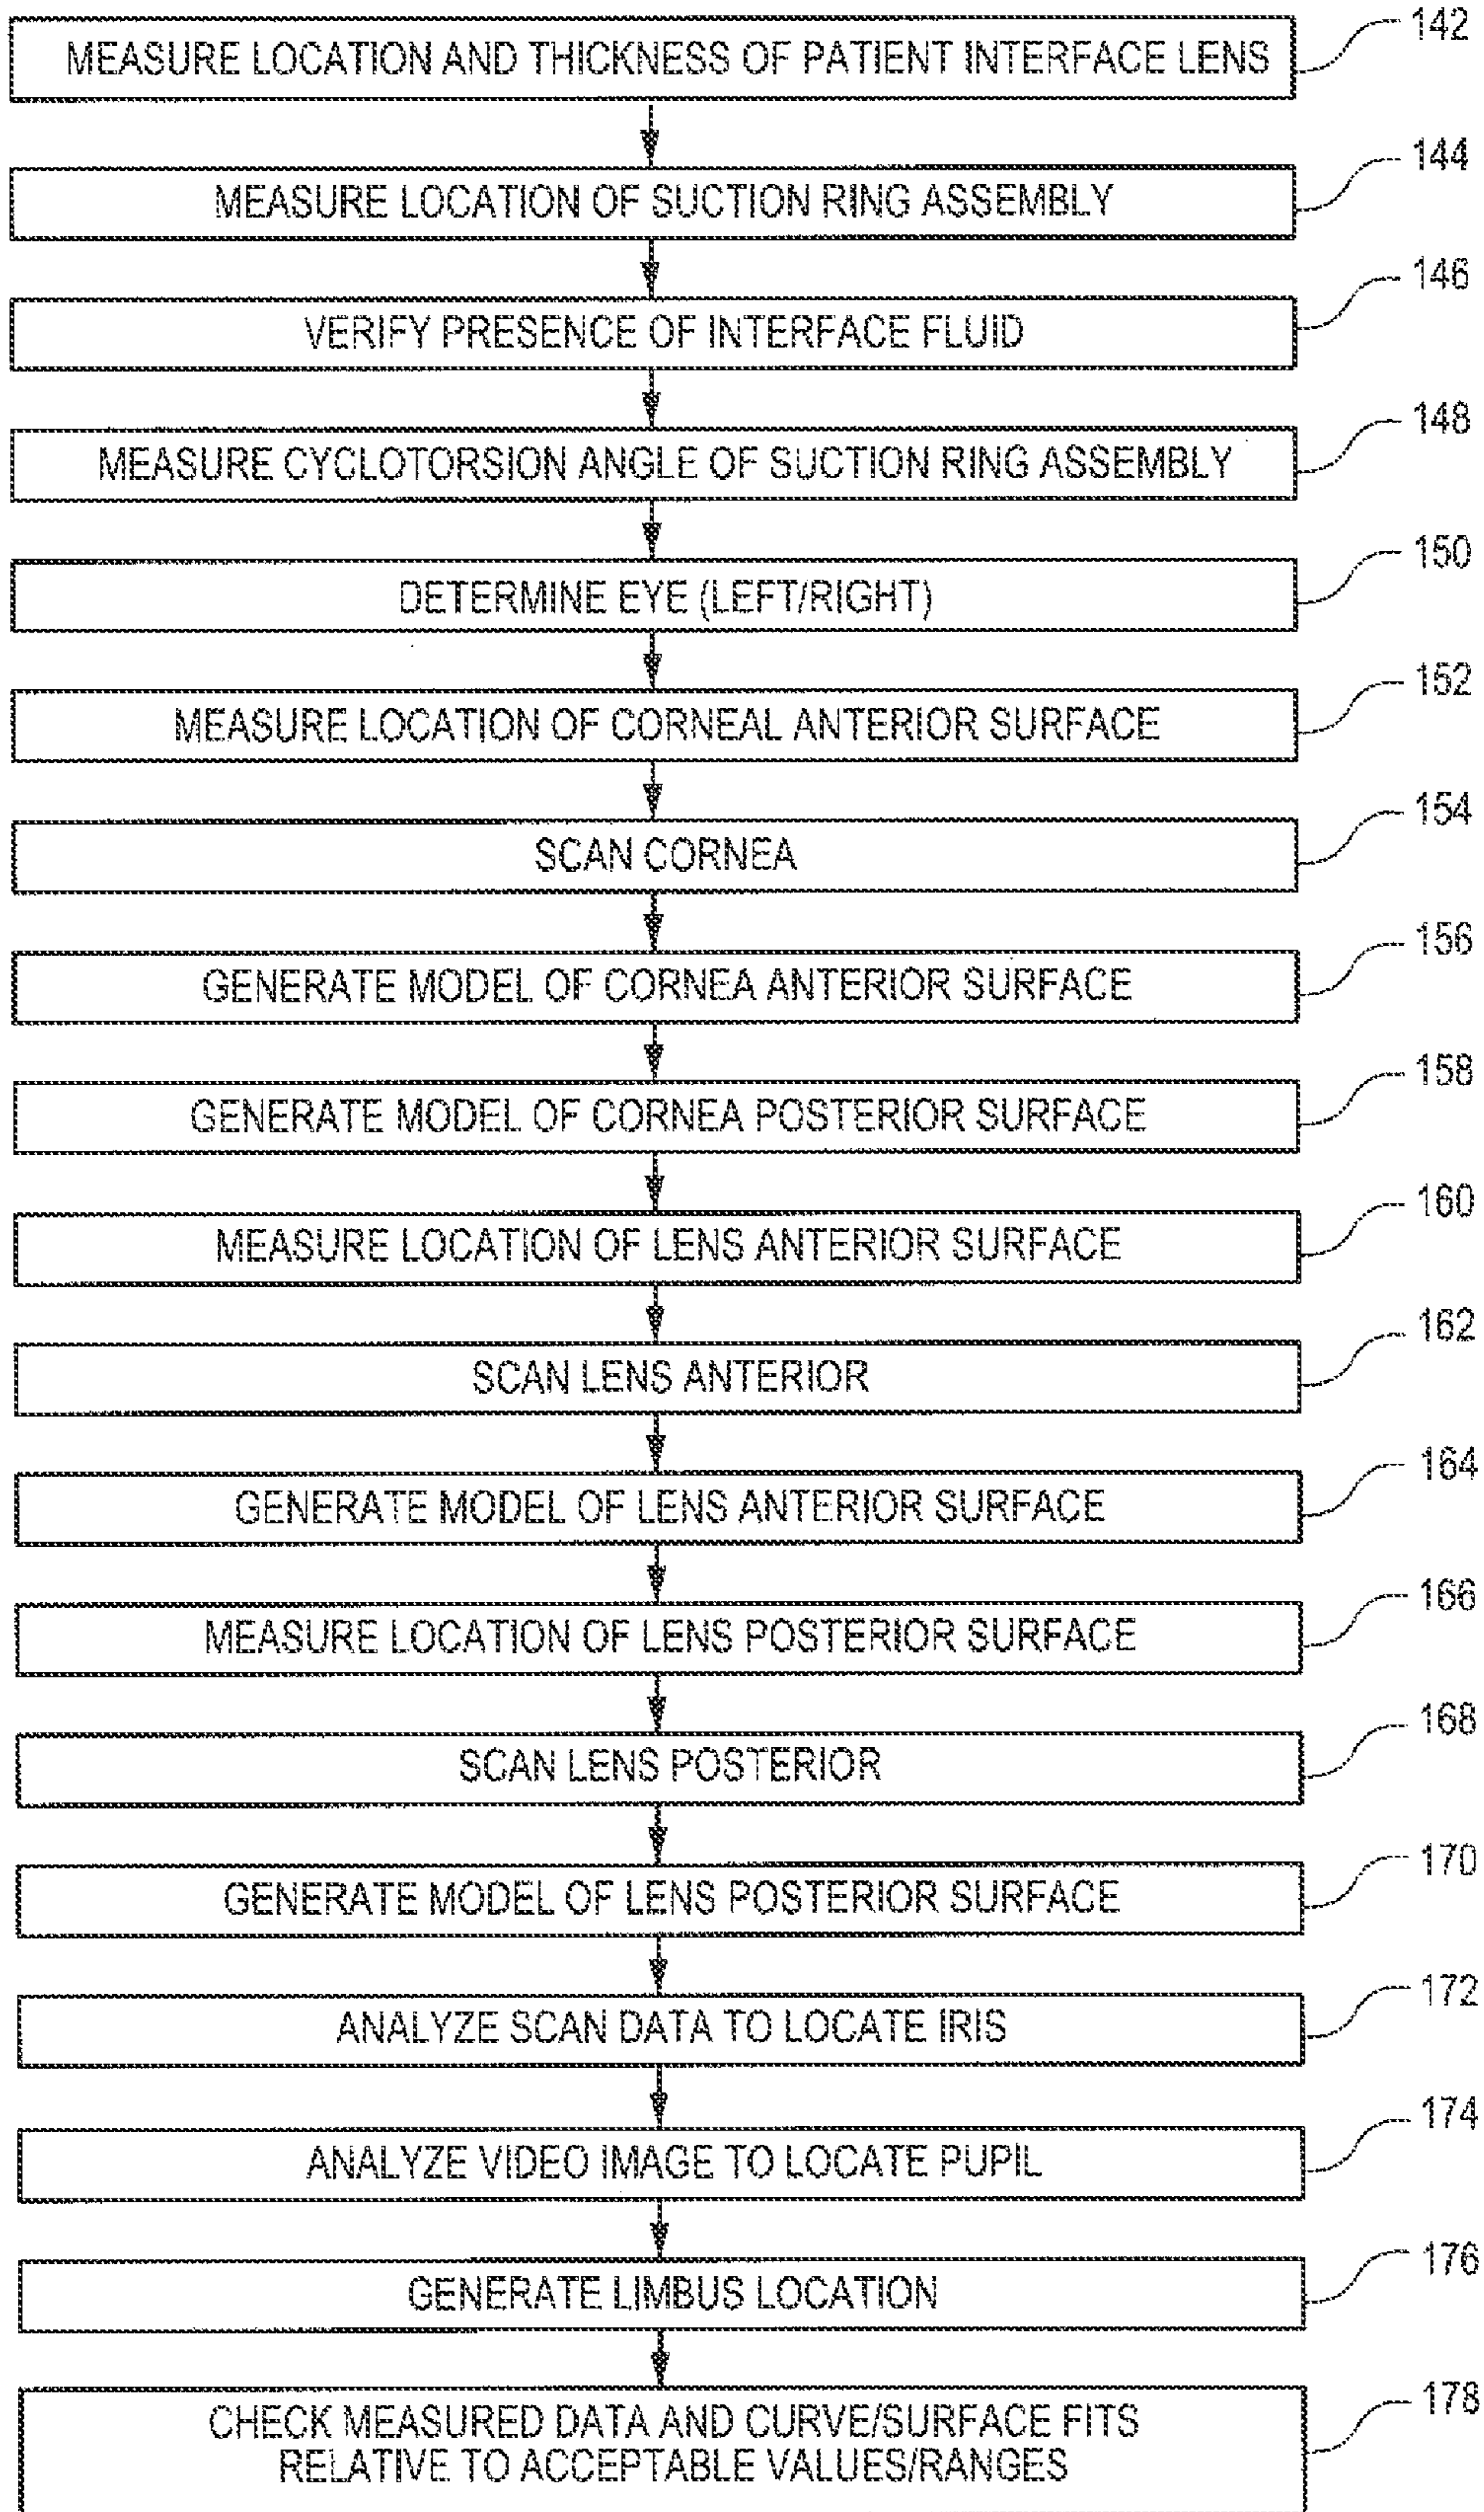 MEASURE LOCATION AND THICKNESS OF PATIENT INTERFACE LENS
142
MEASURE LOCATION OF SUCTION RING ASSEMBLY
144
VERIFY PRESENCE OF INTERFACE FLUID
146
MEASURE CYCLOTORSION ANGLE OF SUCTION RING ASSEMBLY
148
DETERMINE EYE (LEFT/RIGHT)
150
MEASURE LOCATION OF CORNEAL ANTERIOR SURFACE
152
SCAN CORNEA
154
GENERATE MODEL OF CORNEA ANTERIOR SURFACE
156
GENERATE MODEL OF CORNEA POSTERIOR SURFACE
158
MEASURE LOCATION OF LENS ANTERIOR SURFACE
160
SCAN LENS ANTERIOR
162
GENERATE MODEL OF LENS ANTERIOR SURFACE
164
MEASURE LOCATION OF LENS POSTERIOR SURFACE
166
SCAN LENS POSTERIOR
168
GENERATE MODEL OF LENS POSTERIOR SURFACE
170
ANALYZE SCAN DATA TO LOCATE IRIS
172
ANALYZE VIDEO IMAGE TO LOCATE PUPIL
174
GENERATE LIMBUS LOCATION
176
CHECK MEASURED DATA AND CURVE/SURFACE FITS
RELATIVE TO ACCEPTABLE VALUES/RANGES
178